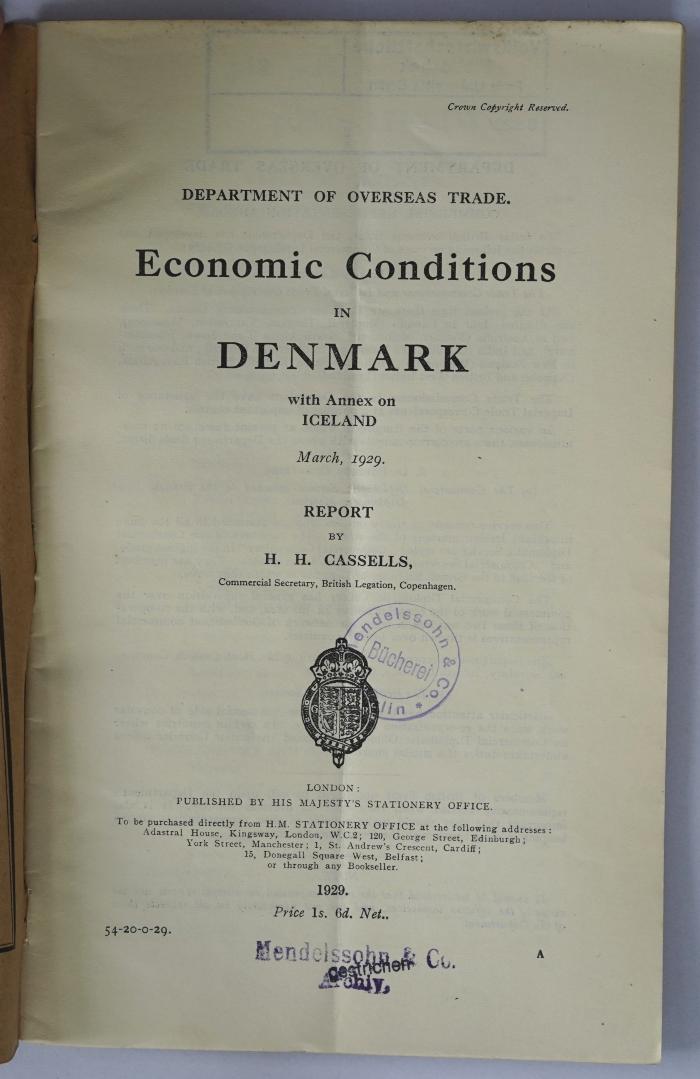 Crown Copyright Reserved.
DEPARTMENT OF OVERSEAS TRADE.
Economic Conditions
IN
DENMARK
with Annex on
ICELAND
March, 1929.
REPORT
BY
H. H. CASSELLS,
Commercial Secretary, British Legation, Copenhagen.
Mendelssohn & Co.
Bücherei
lin *
G R
LONDON:
PUBLISHED BY HIS MAJESTY'S STATIONERY OFFICE.
To be purchased directly from H.M. STATIONERY OFFICE at the following addresses:
Adastral House, Kingsway, London, W.C.2; 120, George Street, Edinburgh;
York Street, Manchester; 1, St. Andrew's Crescent, Cardiff;
15, Donegall Square West, Belfast;
or through any Bookseller.
1929.
Price 1s. 6d. Net..
54-20-0-29.
A
Mendelssohn & Co.
gestrichen
Archiv,